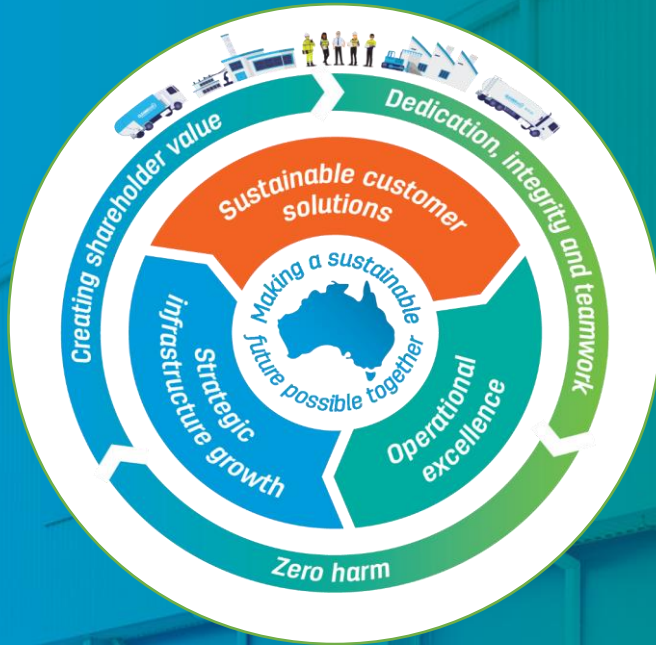 Creating shareholder value
Dedication, integrity and teamwork
Zero harm
Sustainable customer
solutions
Operational
excellence
Strategic
infrastructure growth
Making a sustainable
future possible together